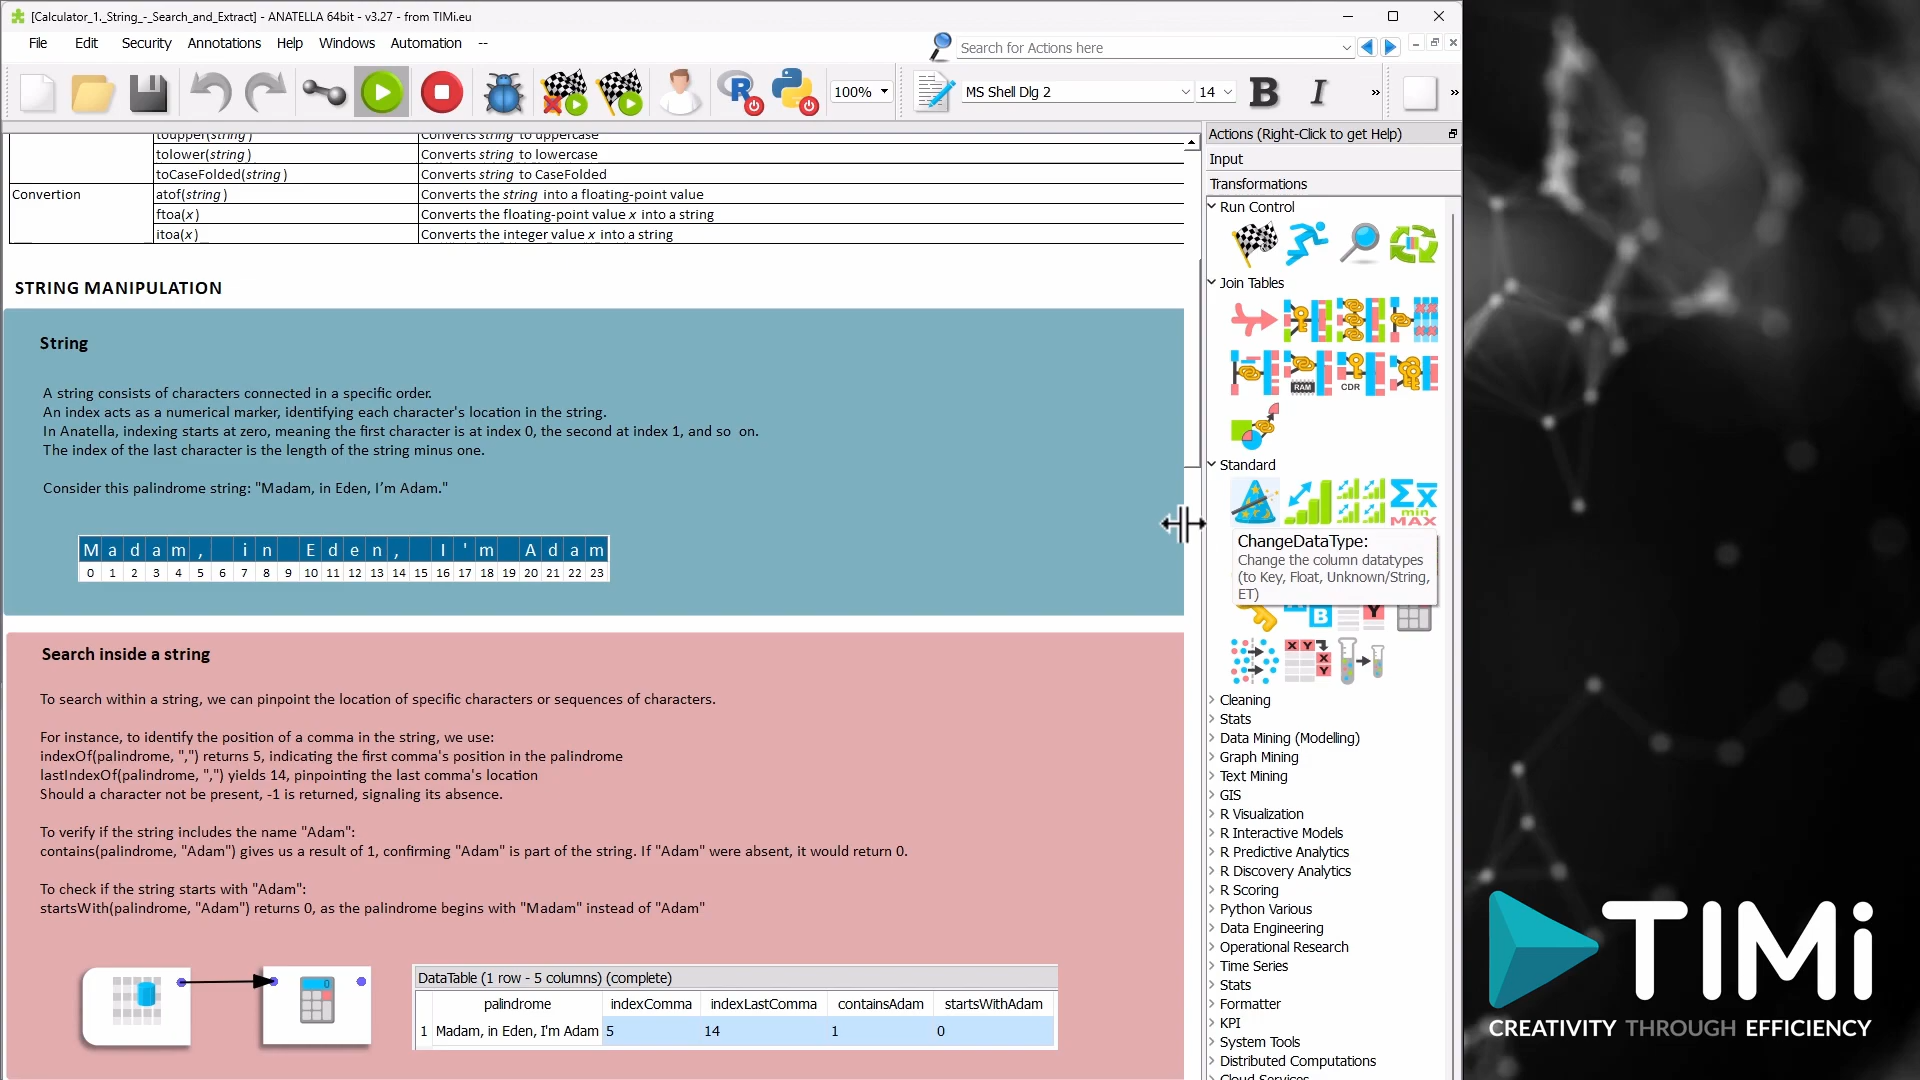 [Calculator_1._String_-_Search_and_Extract] - ANATELLA 64bit - v3.27 - from TIMi.eu
File Edit Security Annotations Help Windows Automation --
Search for Actions here
R
100%
MS Shell Dlg 2
14
B I » »
toupper(string) Converts string to uppercase
tolower(string) Converts string to lowercase
toCaseFolded(string) Converts string to CaseFolded
Convertion atof(string) Converts the string into a floating-point value
ftoa(x) Converts the floating-point value x into a string
itoa(x) Converts the integer value x into a string
STRING MANIPULATION
String
A string consists of characters connected in a specific order.
An index acts as a numerical marker, identifying each character's location in the string.
In Anatella, indexing starts at zero, meaning the first character is at index 0, the second at index 1, and so on.
The index of the last character is the length of the string minus one.
Consider this palindrome string: "Madam, in Eden, I’m Adam."
M a d a m , i n E d e n , I ' m A d a m
0 1 2 3 4 5 6 7 8 9 10 11 12 13 14 15 16 17 18 19 20 21 22 23
Search inside a string
To search within a string, we can pinpoint the location of specific characters or sequences of characters.
For instance, to identify the position of a comma in the string, we use:
indexOf(palindrome, ",") returns 5, indicating the first comma's position in the palindrome
lastIndexOf(palindrome, ",") yields 14, pinpointing the last comma's location
Should a character not be present, -1 is returned, signaling its absence.
To verify if the string includes the name "Adam":
contains(palindrome, "Adam") gives us a result of 1, confirming "Adam" is part of the string. If "Adam" were absent, it would return 0.
To check if the string starts with "Adam":
startsWith(palindrome, "Adam") returns 0, as the palindrome begins with "Madam" instead of "Adam"
DataTable (1 row - 5 columns) (complete)
palindrome indexComma indexLastComma containsAdam startsWithAdam
1 Madam, in Eden, I'm Adam 5 14 1 0
Actions (Right-Click to get Help)
Input
Transformations
Run Control
Join Tables
RAM
CDR
Standard
Σx
min
MAX
ChangeDataType:
Change the column datatypes
(to Key, Float, Unknown/String,
ET)
B
Y
X Y
X
Y
Cleaning
Stats
Data Mining (Modelling)
Graph Mining
Text Mining
GIS
R Visualization
R Interactive Models
R Predictive Analytics
R Discovery Analytics
R Scoring
Python Various
Data Engineering
Operational Research
Time Series
Stats
Formatter
KPI
System Tools
Distributed Computations
Cloud Services
TIMi
CREATIVITY THROUGH EFFICIENCY